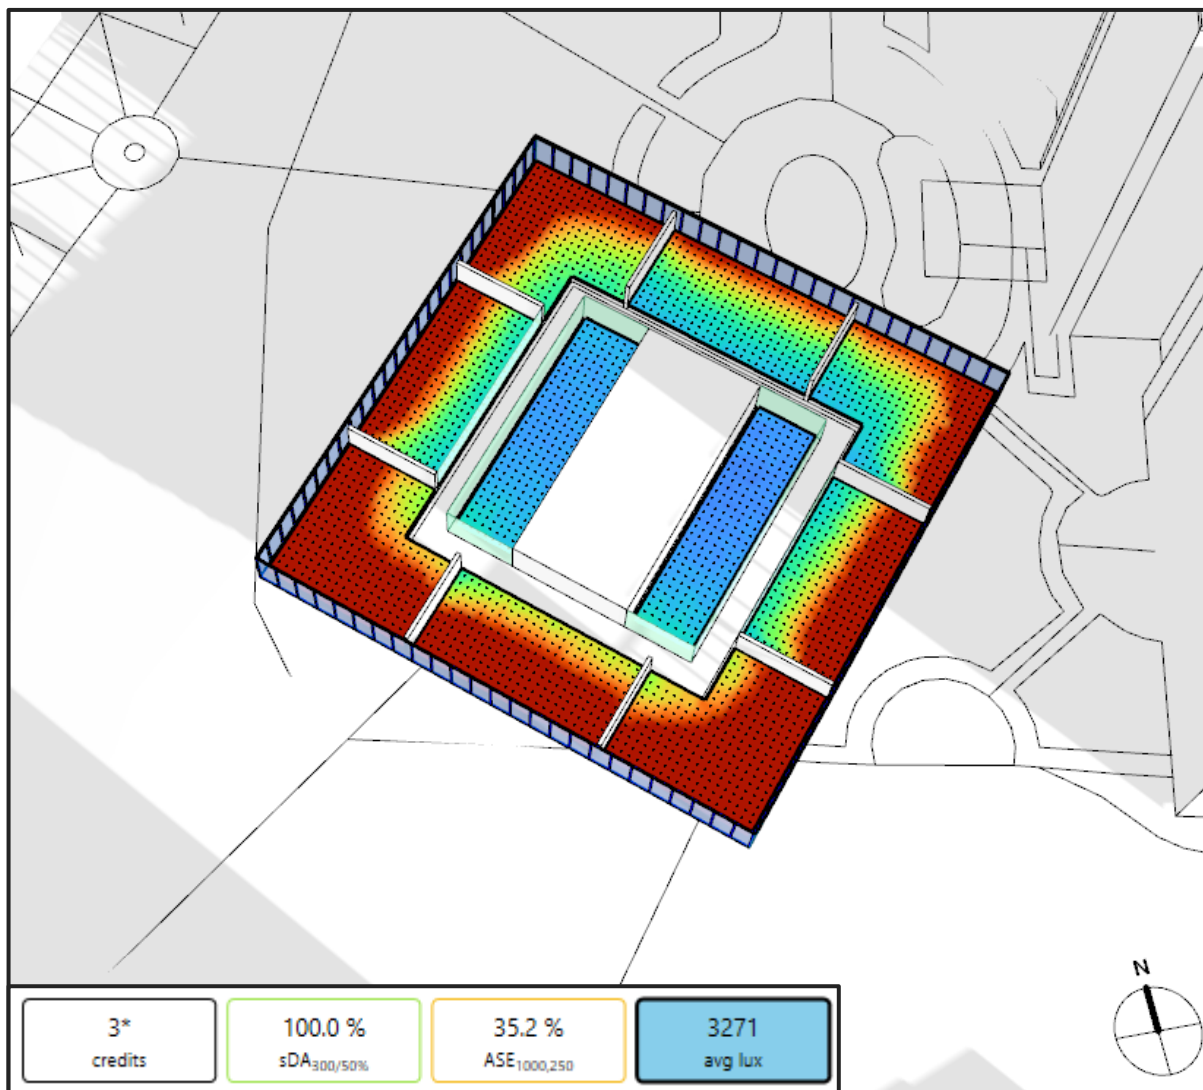 N
3*
credits
100.0 %
sDA300/50%
35.2 %
ASE1000,250
3271
avg lux